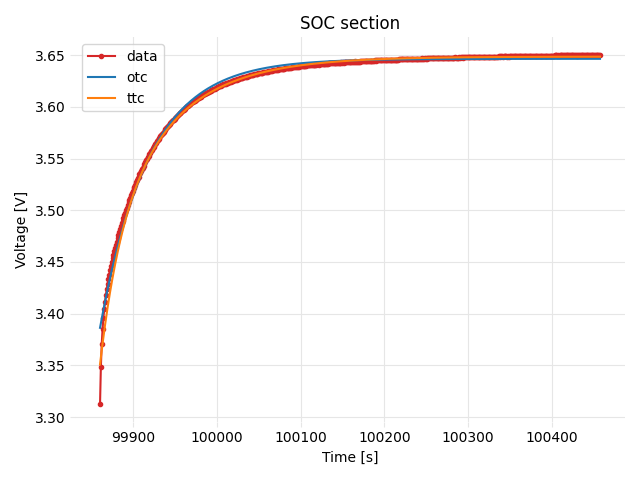 SOC section
data
otc
ttc
Voltage [V]
3.65
3.60
3.55
3.50
3.45
3.40
3.35
3.30
99900 100000 100100 100200 100300 100400
Time [s]